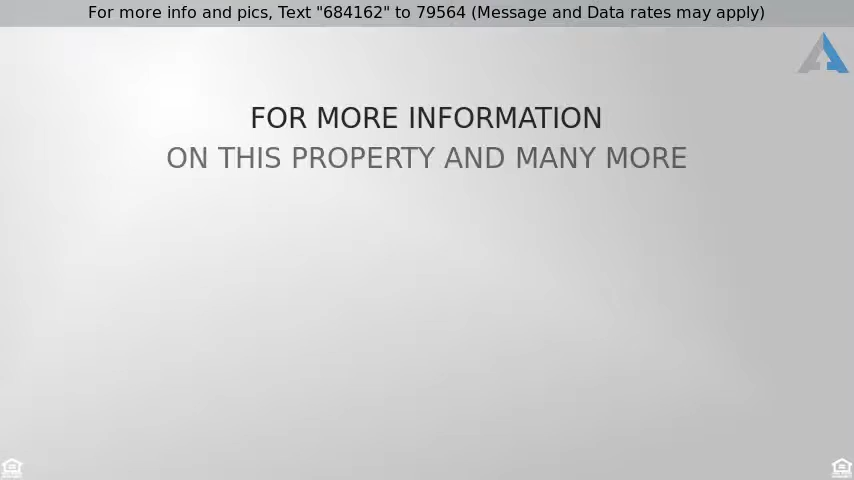 For more info and pics, Text "684162" to 79564 (Message and Data rates may apply)
FOR MORE INFORMATION
ON THIS PROPERTY AND MANY MORE